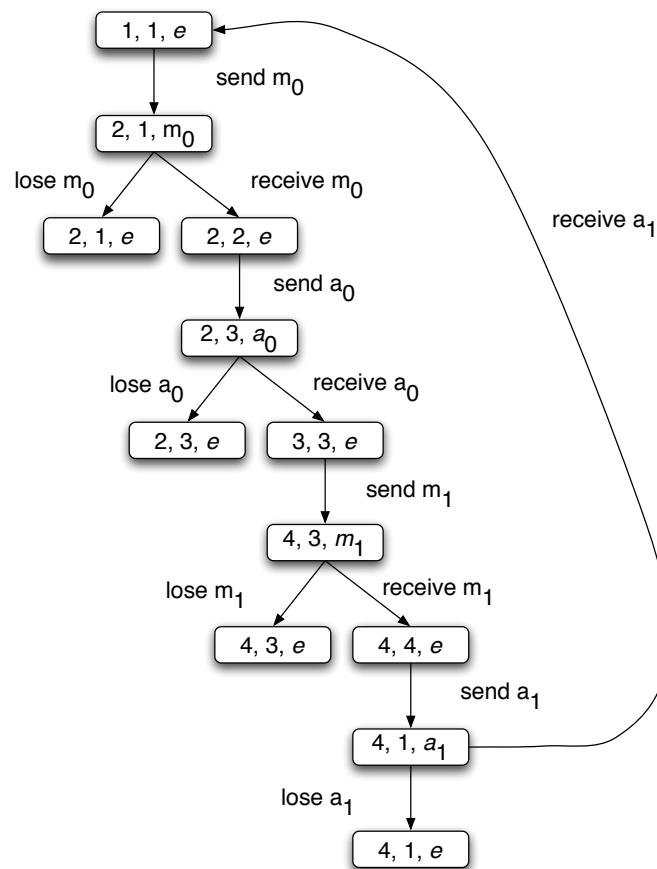 1, 1, e
send m0
2, 1, m0
lose m0
receive m0
2, 1, e
2, 2, e
receive a1
send a0
2, 3, a0
lose a0
receive a0
2, 3, e
3, 3, e
send m1
4, 3, m1
lose m1
receive m1
4, 3, e
4, 4, e
send a1
4, 1, a1
lose a1
4, 1, e